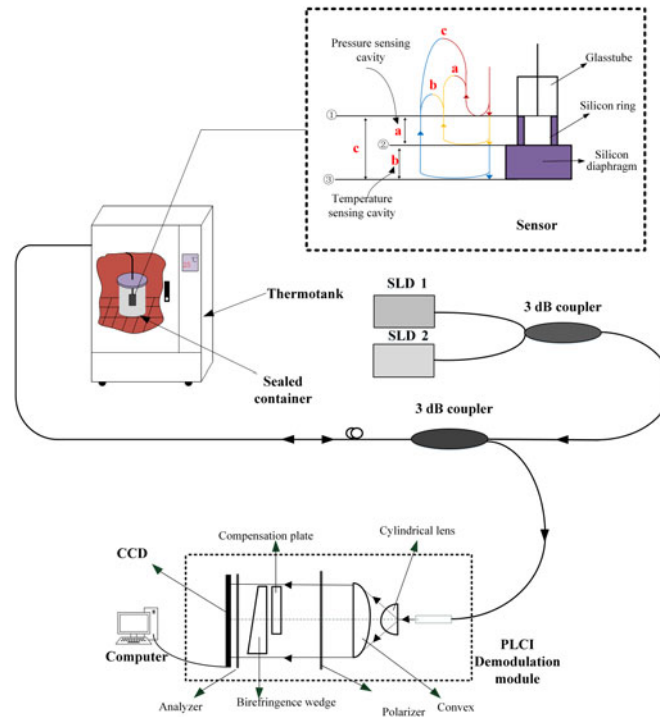 c
Pressure sensing
cavity
a
b
Glasstube
①
a
Silicon ring
c
②
b
Silicon
diaphragm
③
Temperature
sensing cavity
Sensor
Thermotank
SLD 1
3 dB coupler
SLD 2
Sealed
container
3 dB coupler
Compensation plate
Cylindrical lens
CCD
PLCI
Demodulation
module
Computer
Analyzer
Birefringence wedge
Polarizer
Convex